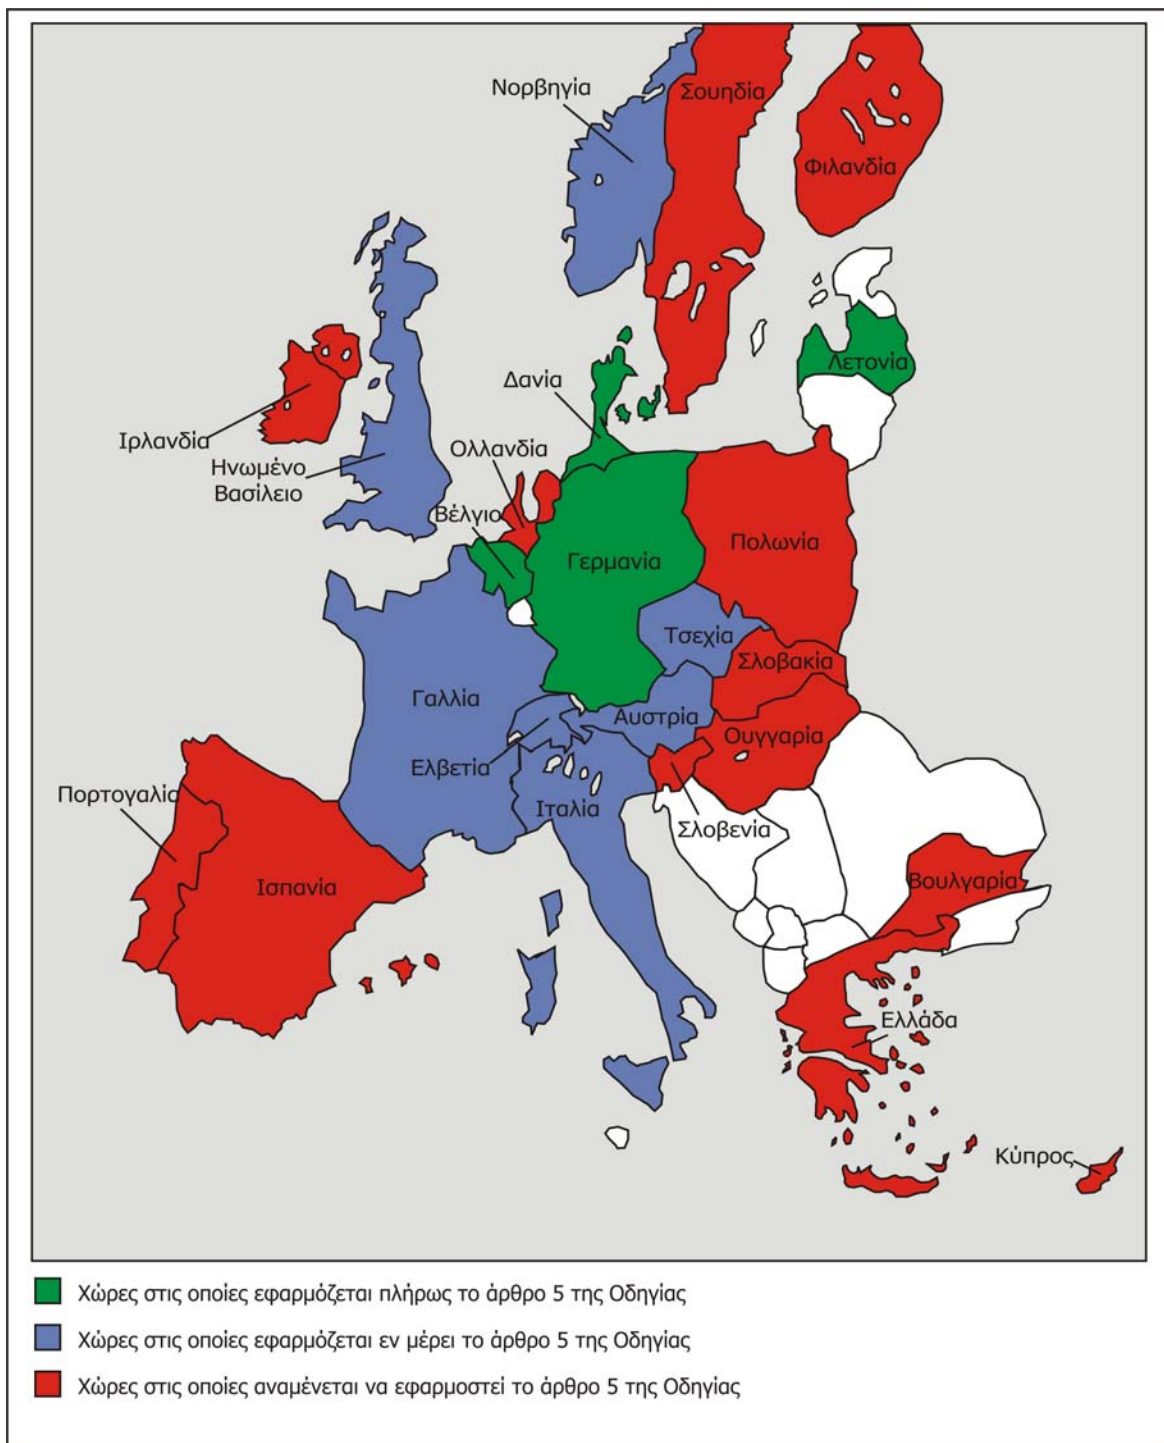 Νορβηγία
Σουηδία
Φιλανδία
Λετονία
Δανία
Ιρλανδία
Ολλανδία
Ηνωμένο
Βασίλειο
Βέλγιο
Πολωνία
Γερμανία
Τσεχία
Σλοβακία
Γαλλία
Αυστρία
Ουγγαρία
Ελβετία
Πορτογαλία
Ιταλία
Σλοβενία
Ισπανία
Βουλγαρία
Ελλάδα
Κύπρος
Χώρες στις οποίες εφαρμόζεται πλήρως το άρθρο 5 της Οδηγίας
Χώρες στις οποίες εφαρμόζεται εν μέρει το άρθρο 5 της Οδηγίας
Χώρες στις οποίες αναμένεται να εφαρμοστεί το άρθρο 5 της Οδηγίας